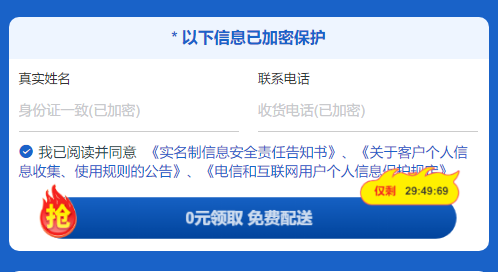 * 以下信息已加密保护
真实姓名 联系电话
身份证一致(已加密) 收货电话(已加密)
我已阅读并同意 《实名制信息安全责任告知书》、《关于客户个人信
息收集、使用规则的公告》、《电信和互联网用户个人信息保护规定》
仅剩 29:49:69
抢 0元领取 免费配送